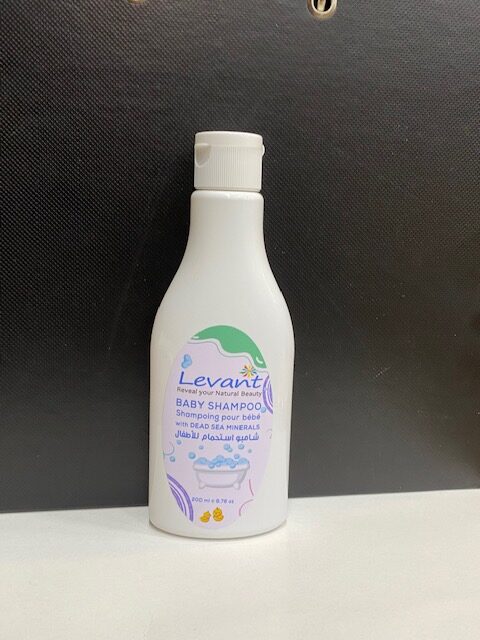 Levant
Reveal your Natural Beauty
BABY SHAMPOO
Shampoing pour bébé
with DEAD SEA MINERALS
شامبو استحمام للأطفال
200 ml e 6.76 oz